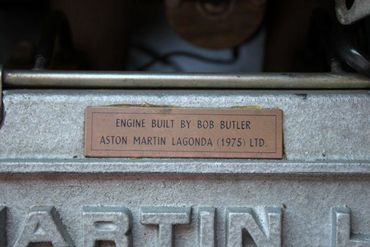 ENGINE BUILT BY BOB BUTLER
ASTON MARTIN LAGONDA (1975) LTD.
MARTIN L